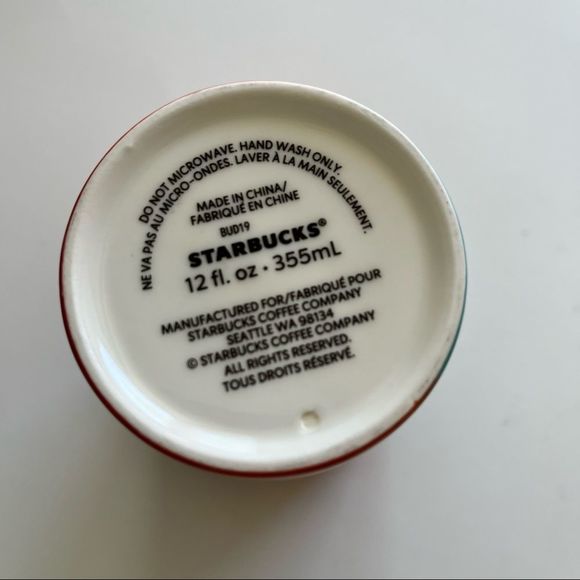 DO NOT MICROWAVE. HAND WASH ONLY.
NE VA PAS AU MICRO-ONDES. LAVER À LA MAIN SEULEMENT.
MADE IN CHINA/
FABRIQUÉ EN CHINE
BUD19
STARBUCKS®
12 fl. oz · 355mL
MANUFACTURED FOR/FABRIQUÉ POUR
STARBUCKS COFFEE COMPANY
SEATTLE WA 98134
© STARBUCKS COFFEE COMPANY
ALL RIGHTS RESERVED.
TOUS DROITS RÉSERVÉ.